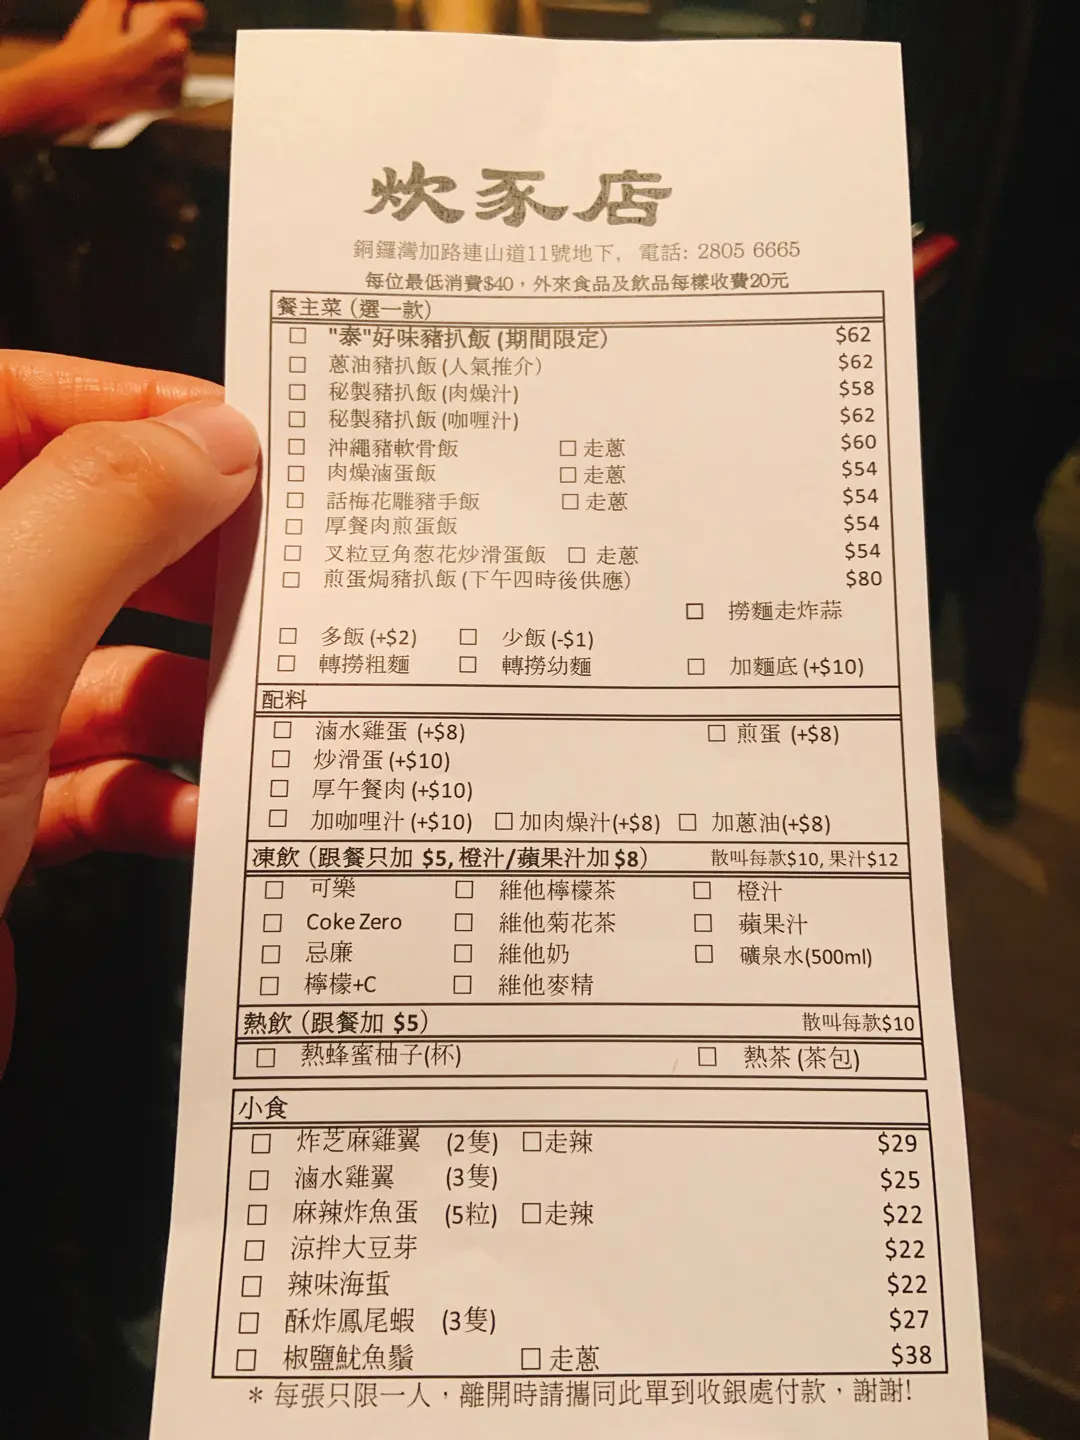 炊豕店
銅鑼灣加路連山道11號地下, 電話: 2805 6665
每位最低消費$40，外來食品及飲品每樣收費20元
餐主菜 (選一款)
□ "泰"好味豬扒飯 (期間限定) $62
□ 蔥油豬扒飯 (人氣推介) $62
□ 秘製豬扒飯 (肉燥汁) $58
□ 秘製豬扒飯 (咖喱汁) $62
□ 沖繩豬軟骨飯 □ 走蔥 $60
□ 肉燥滷蛋飯 □ 走蔥 $54
□ 話梅花雕豬手飯 □ 走蔥 $54
□ 厚餐肉煎蛋飯 $54
□ 叉粒豆角葱花炒滑蛋飯 □ 走蔥 $54
□ 煎蛋焗豬扒飯 (下午四時後供應) $80
□ 撈麵走炸蒜
□ 多飯 (+$2) □ 少飯 (-$1)
□ 轉撈粗麵 □ 轉撈幼麵 □ 加麵底 (+$10)
配料
□ 滷水雞蛋 (+$8) □ 煎蛋 (+$8)
□ 炒滑蛋 (+$10)
□ 厚午餐肉 (+$10)
□ 加咖哩汁 (+$10) □ 加肉燥汁(+$8) □ 加蔥油(+$8)
凍飲 (跟餐只加 $5, 橙汁/蘋果汁加 $8) 散叫每款$10, 果汁$12
□ 可樂 □ 維他檸檬茶 □ 橙汁
□ Coke Zero □ 維他菊花茶 □ 蘋果汁
□ 忌廉 □ 維他奶 □ 礦泉水(500ml)
□ 檸檬+C □ 維他麥精
熱飲 (跟餐加 $5) 散叫每款$10
□ 熱蜂蜜柚子(杯) □ 熱茶 (茶包)
小食
□ 炸芝麻雞翼 (2隻) □走辣 $29
□ 滷水雞翼 (3隻) $25
□ 麻辣炸魚蛋 (5粒) □走辣 $22
□ 涼拌大豆芽 $22
□ 辣味海蜇 $22
□ 酥炸鳳尾蝦 (3隻) $27
□ 椒鹽魷魚鬚 □ 走蔥 $38
* 每張只限一人，離開時請攜同此單到收銀處付款，謝謝!